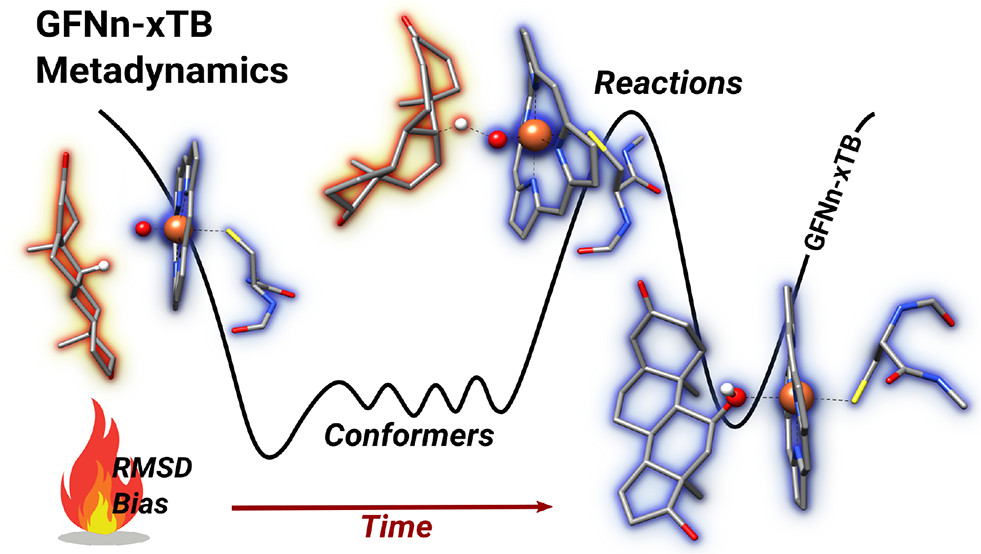 GFNn-xTB
Metadynamics
Reactions
GFNn-xTB
Conformers
RMSD
Bias
Time